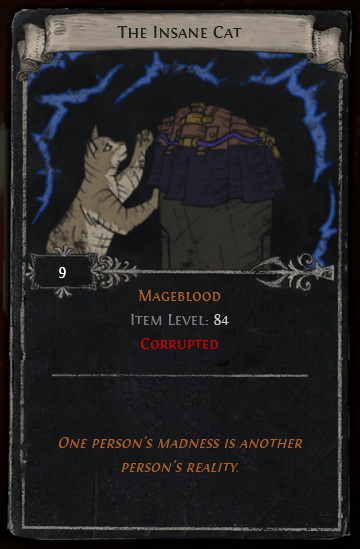 The Insane Cat
9
Mageblood
Item Level: 84
Corrupted
One person's madness is another
person's reality.